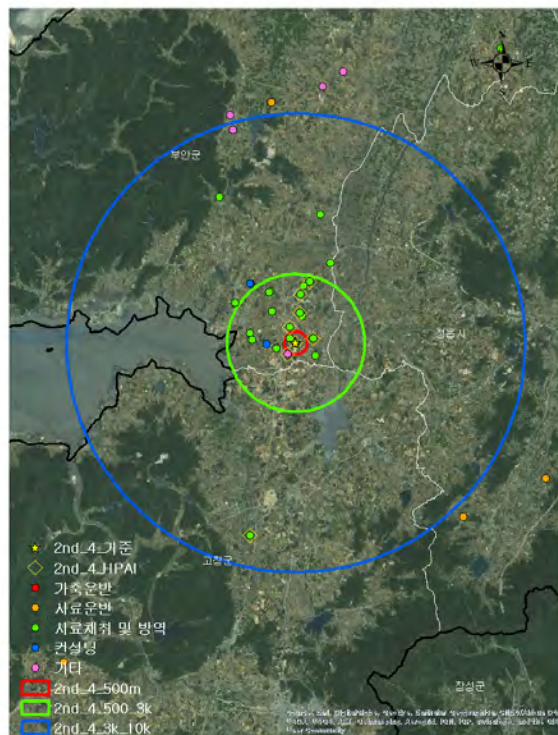 N
W E
S
부안군
정읍시
고창군
장성군
2nd_4_기준
2nd_4_HPAI
가축운반
사료운반
시료채취 및 방역
컨설팅
기타
2nd_4_500m
2nd_4_500_3k
2nd_4_3k_10k
User Community